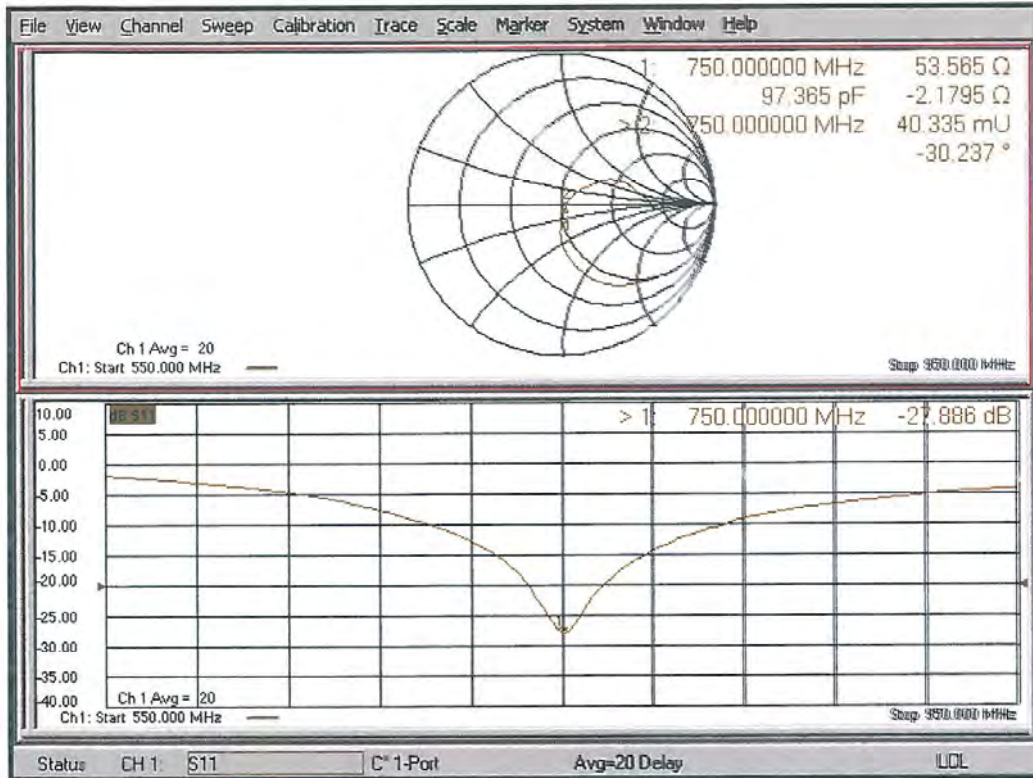 File View Channel Sweep Calibration Trace Scale Marker System Window Help
1: 750.000000 MHz 53.565 Ω
97.365 pF -2.1795 Ω
> 2: 750.000000 MHz 40.335 mU
-30.237 °
Ch 1 Avg = 20
Ch1: Start 550.000 MHz
Stop 950.000 MHz
10.00
5.00
0.00
-5.00
-10.00
-15.00
-20.00
-25.00
-30.00
-35.00
-40.00
dB S11
> 1: 750.000000 MHz -27.886 dB
1
Ch 1 Avg = 20
Ch1: Start 550.000 MHz
Stop 950.000 MHz
Status CH 1: S11 C* 1-Port Avg=20 Delay LCL